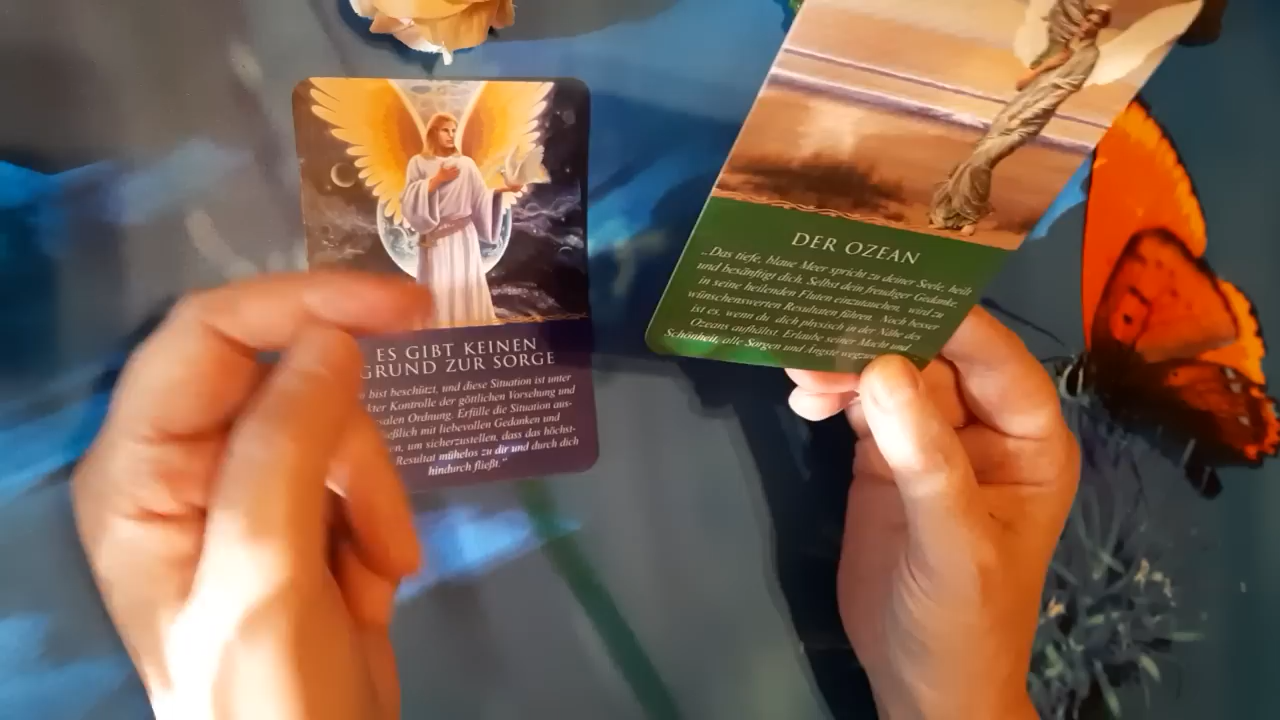 ES GIBT KEINEN
GRUND ZUR SORGE
bist beschützt, und diese Situation ist unter
Kontrolle der göttlichen Vorsehung und
Ordnung. Erfülle die Situation aus-
mit liebevollen Gedanken und
um sicherzustellen, dass das höchst-
Resultat mühelos zu dir und durch dich
hindurch fließt."
DER OZEAN
„Das tiefe, blaue Meer spricht zu deiner Seele, heilt
und besänftigt dich. Selbst dein freudiger Gedanke,
in seine heilenden Fluten einzutauchen, wird zu
wünschenswerten Resultaten führen. Noch besser
ist es, wenn du dich physisch in der Nähe des
Ozeans aufhältst. Erlaube seiner Macht und
Schönheit, alle Sorgen und Ängste